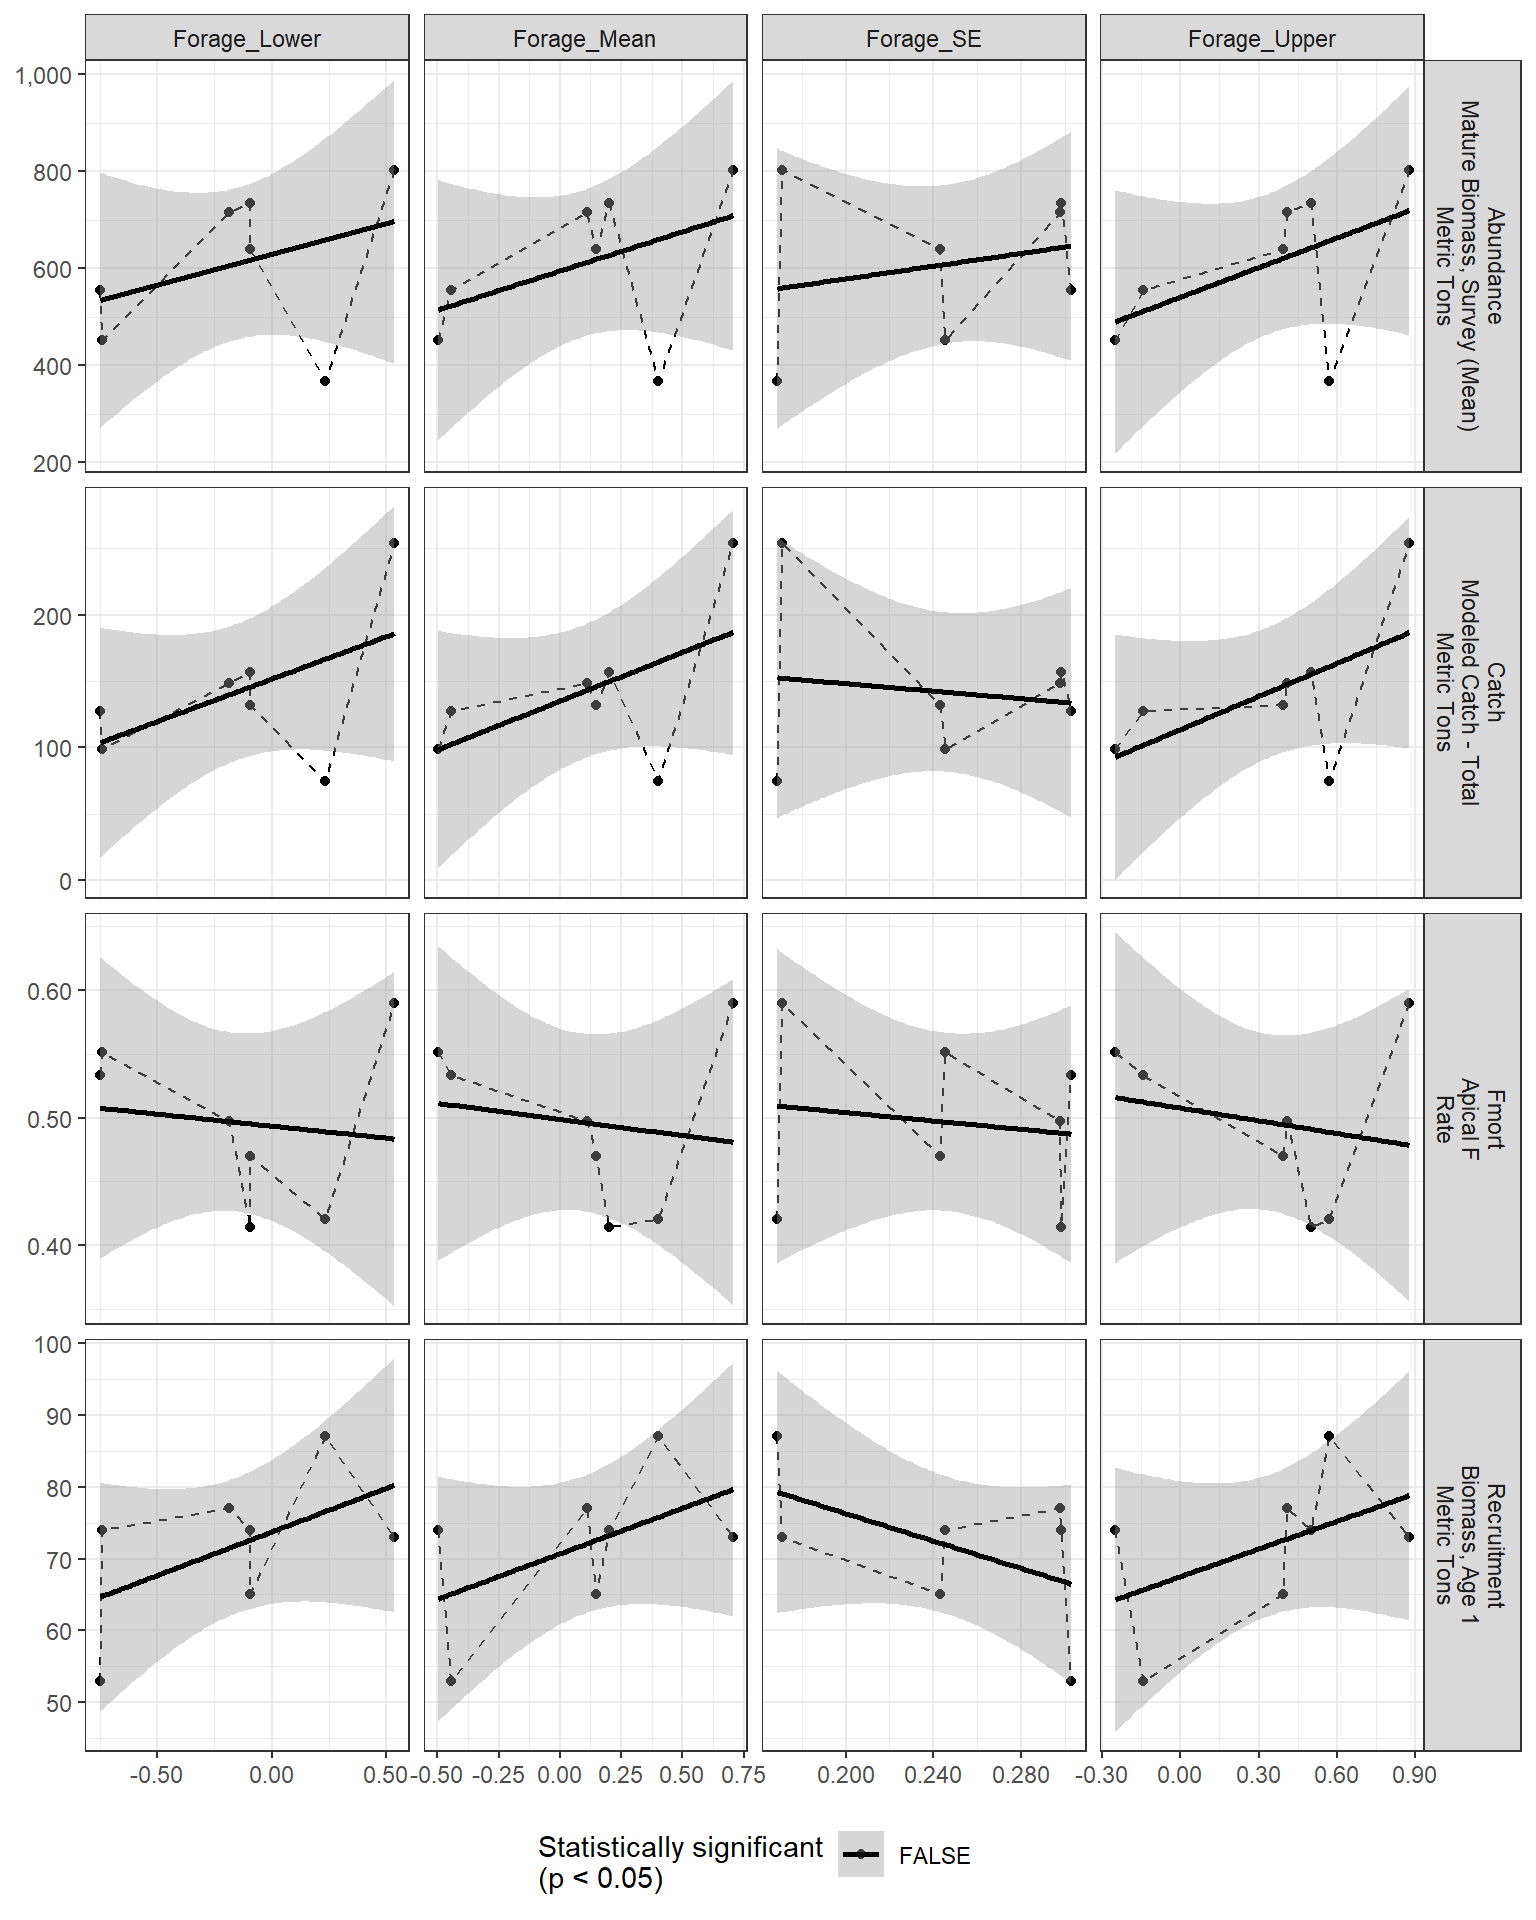 Forage_Lower Forage_Mean Forage_SE Forage_Upper
1,000
800
600
400
200
Abundance
Mature Biomass, Survey (Mean)
Metric Tons
200
100
0
Catch
Modeled Catch - Total
Metric Tons
0.60
0.50
0.40
Fmort
Apical F
Rate
100
90
80
70
60
50
Recruitment
Biomass, Age 1
Metric Tons
-0.50 0.00 0.50 -0.50 -0.25 0.00 0.25 0.50 0.75 0.200 0.240 0.280 -0.30 0.00 0.30 0.60 0.90
Statistically significant
(p < 0.05)
FALSE